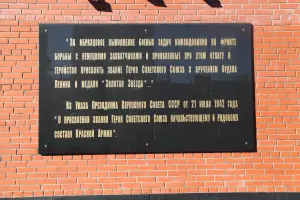 "За образцовое выполнение боевых задач командования на фронте
борьбы с немецкими захватчиками и проявленные при этом отвагу и
геройство присвоить звание Героя Советского Союза с вручением Ордена
Ленина и медали "Золотая Звезда"..."
Из Указа Президиума Верховного Совета СССР от 21 июля 1942 года
"О присвоении звания Героя Советского Союза начальствующему и рядовому
составу Красной Армии".